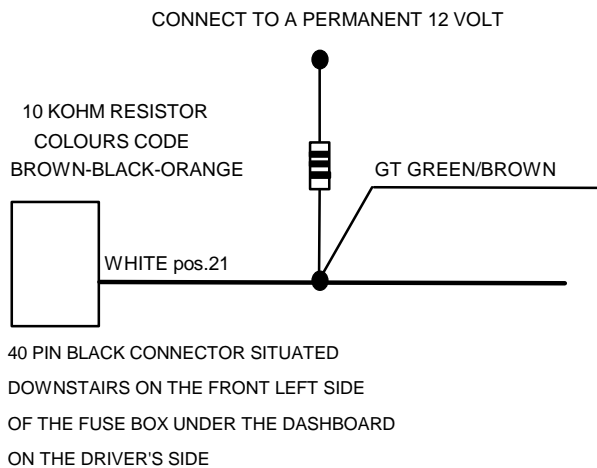 CONNECT TO A PERMANENT 12 VOLT
10 KOHM RESISTOR
COLOURS CODE
BROWN-BLACK-ORANGE
GT GREEN/BROWN
WHITE pos.21
40 PIN BLACK CONNECTOR SITUATED
DOWNSTAIRS ON THE FRONT LEFT SIDE
OF THE FUSE BOX UNDER THE DASHBOARD
ON THE DRIVER'S SIDE